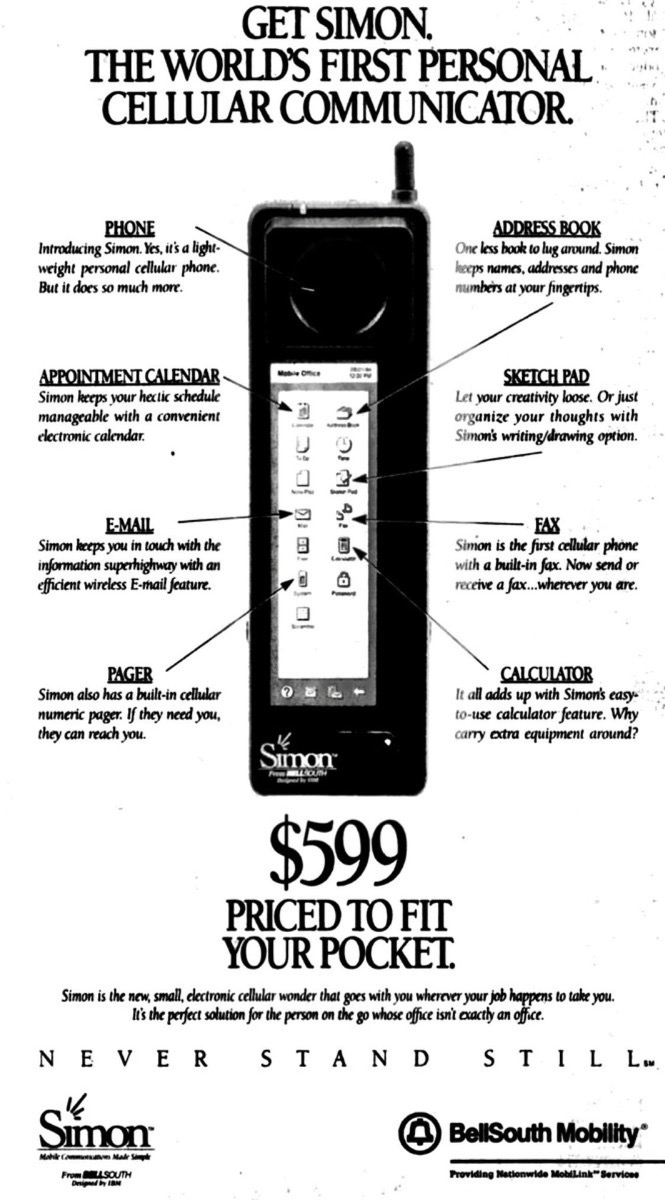 GET SIMON.
THE WORLD'S FIRST PERSONAL
CELLULAR COMMUNICATOR.
PHONE
Introducing Simon. Yes, it's a light-
weight personal cellular phone.
But it does so much more.
ADDRESS BOOK
One less book to lug around. Simon
keeps names, addresses and phone
numbers at your fingertips.
APPOINTMENT CALENDAR
Simon keeps your hectic schedule
manageable with a convenient
electronic calendar.
SKETCH PAD
Let your creativity loose. Or just
organize your thoughts with
Simon's writing/drawing option.
E-MAIL
Simon keeps you in touch with the
information superhighway with an
efficient wireless E-mail feature.
FAX
Simon is the first cellular phone
with a built-in fax. Now send or
receive a fax...wherever you are.
PAGER
Simon also has a built-in cellular
numeric pager. If they need you,
they can reach you.
CALCULATOR
It all adds up with Simon's easy-
to-use calculator feature. Why
carry extra equipment around?
Mobile Office
12:00 PM
Calendar Address Book
To Do Time
Note Pad Sketch Pad
Mail Fax
Calculator
System Password
?
Simon™
From BELLSOUTH
Designed by IBM
$599
PRICED TO FIT
YOUR POCKET.
Simon is the new, small, electronic cellular wonder that goes with you wherever your job happens to take you.
It's the perfect solution for the person on the go whose office isn't exactly an office.
NEVER STAND STILL.℠
Simon™
Mobile Communications Made Simple
From BELLSOUTH
Designed by IBM
BellSouth Mobility®
Providing Nationwide MobiLink™ Services